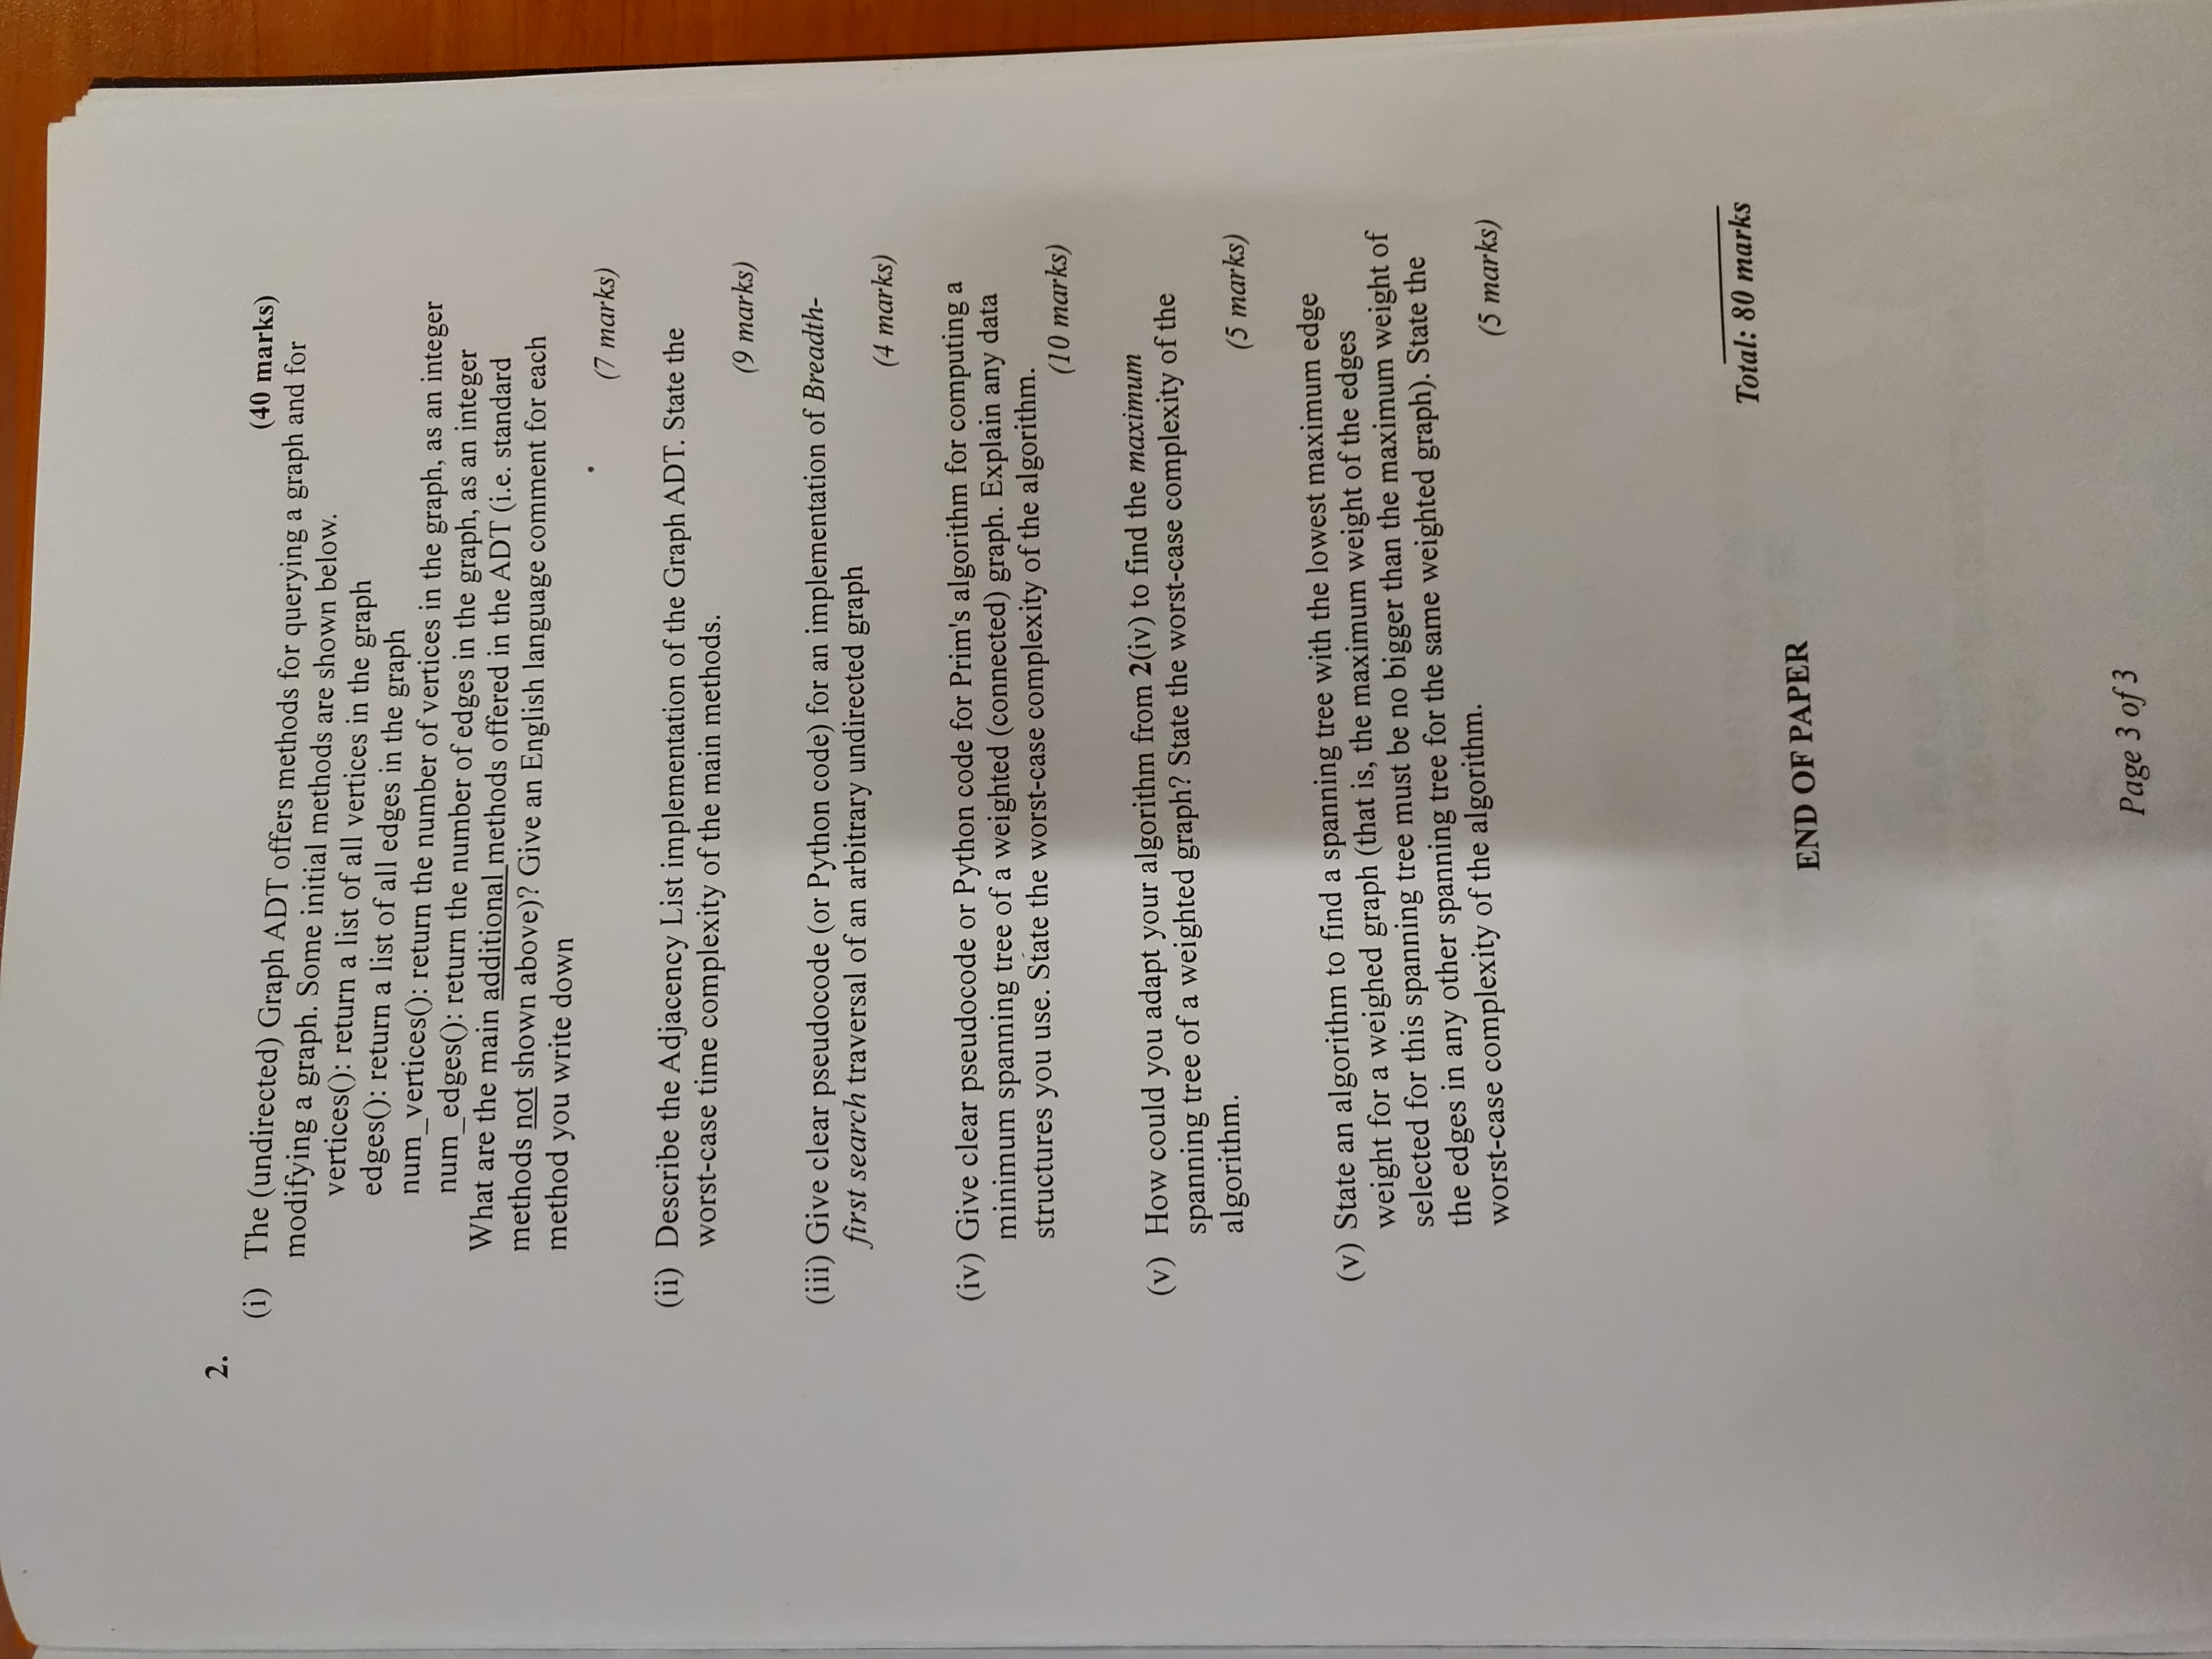 2.
(40 marks)
(i) The (undirected) Graph ADT offers methods for querying a graph and for
modifying a graph. Some initial methods are shown below.
vertices(): return a list of all vertices in the graph
edges(): return a list of all edges in the graph
num_vertices(): return the number of vertices in the graph, as an integer
num_edges(): return the number of edges in the graph, as an integer
What are the main additional methods offered in the ADT (i.e. standard
methods not shown above)? Give an English language comment for each
method you write down
(7 marks)
(ii) Describe the Adjacency List implementation of the Graph ADT. State the
worst-case time complexity of the main methods.
(9 marks)
(iii) Give clear pseudocode (or Python code) for an implementation of Breadth-
first search traversal of an arbitrary undirected graph
(4 marks)
(iv) Give clear pseudocode or Python code for Prim's algorithm for computing a
minimum spanning tree of a weighted (connected) graph. Explain any data
structures you use. State the worst-case complexity of the algorithm.
(10 marks)
(v) How could you adapt your algorithm from 2(iv) to find the maximum
spanning tree of a weighted graph? State the worst-case complexity of the
algorithm.
(5 marks)
(v) State an algorithm to find a spanning tree with the lowest maximum edge
weight for a weighed graph (that is, the maximum weight of the edges
selected for this spanning tree must be no bigger than the maximum weight of
the edges in any other spanning tree for the same weighted graph). State the
worst-case complexity of the algorithm.
(5 marks)
Total: 80 marks
END OF PAPER
Page 3 of 3